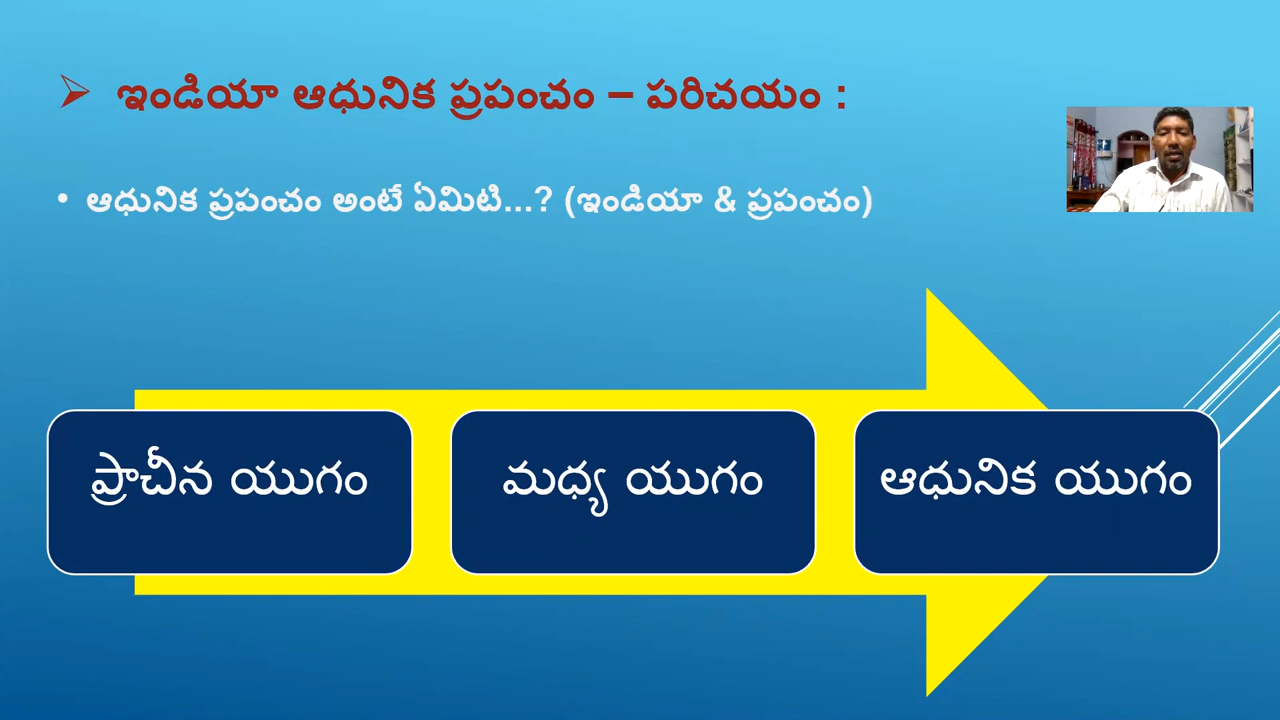 ➢ ఇండియా ఆధునిక ప్రపంచం – పరిచయం :
• ఆధునిక ప్రపంచం అంటే ఏమిటి...? (ఇండియా & ప్రపంచం)
ప్రాచీన యుగం
మధ్య యుగం
ఆధునిక యుగం